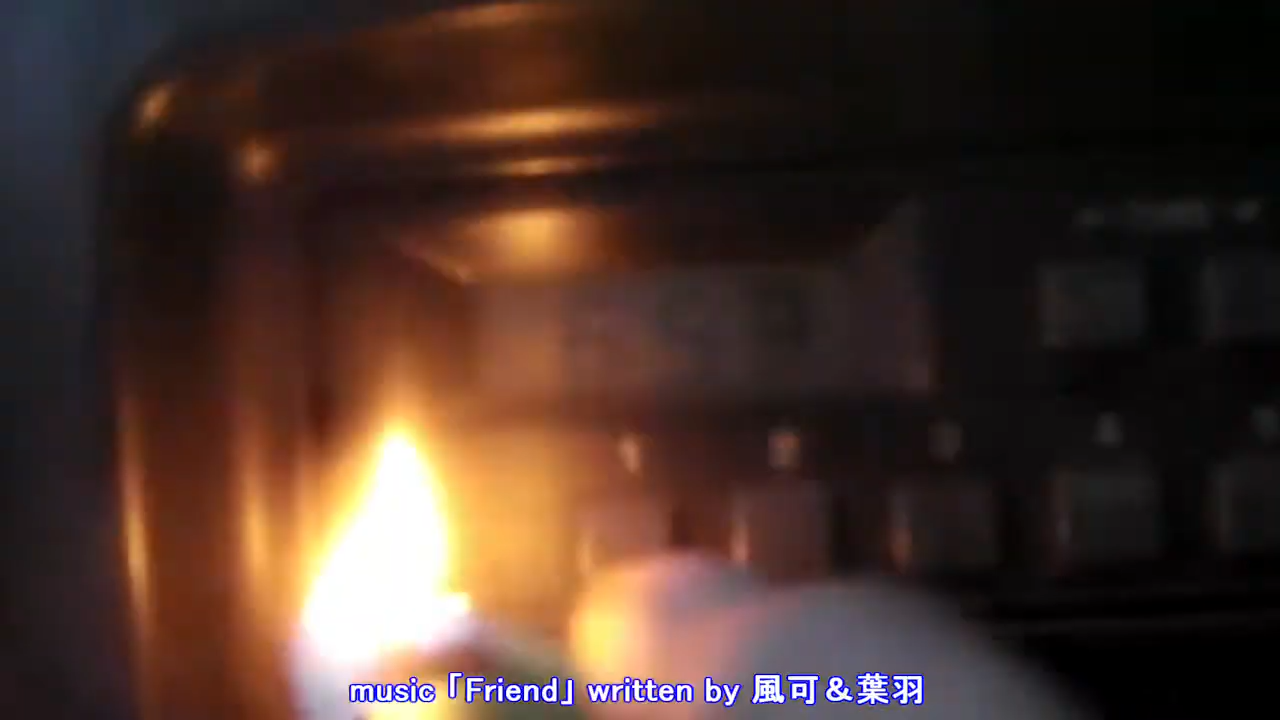 music「Friend」written by 風可＆葉羽